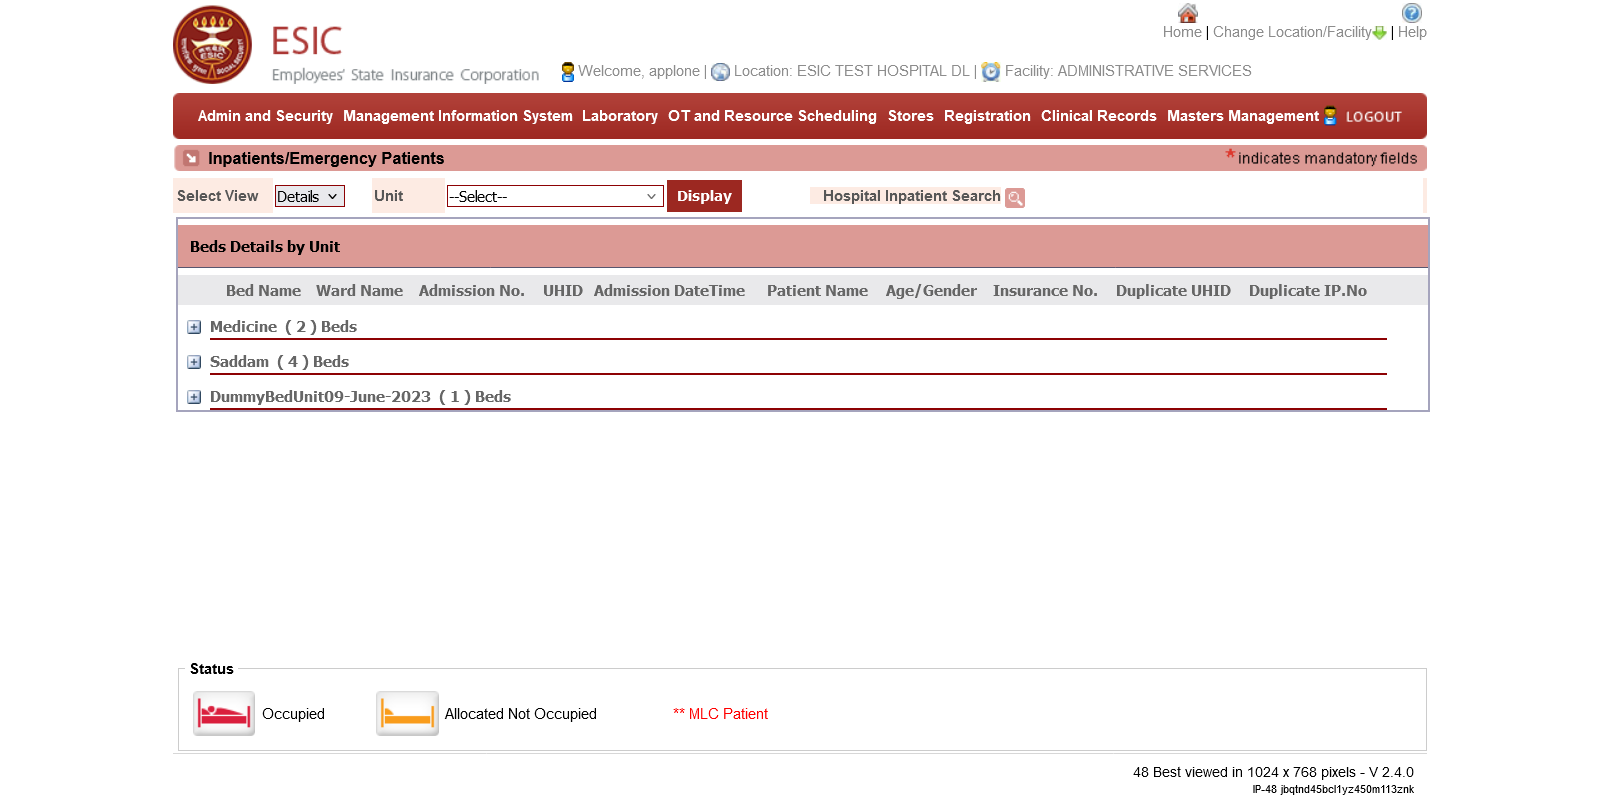 Home | Change Location/Facility | Help
ESIC
Employees' State Insurance Corporation
Welcome, applone | Location: ESIC TEST HOSPITAL DL | Facility: ADMINISTRATIVE SERVICES
Admin and Security Management Information System Laboratory OT and Resource Scheduling Stores Registration Clinical Records Masters Management LOGOUT
Inpatients/Emergency Patients
* indicates mandatory fields
Select View Details Unit --Select-- Display Hospital Inpatient Search
Beds Details by Unit
Bed Name Ward Name Admission No. UHID Admission DateTime Patient Name Age/Gender Insurance No. Duplicate UHID Duplicate IP.No
Medicine ( 2 ) Beds
Saddam ( 4 ) Beds
DummyBedUnit09-June-2023 ( 1 ) Beds
Status
Occupied Allocated Not Occupied ** MLC Patient
48 Best viewed in 1024 x 768 pixels - V 2.4.0
IP-48 jbqtnd45bcl1yz450m113znk